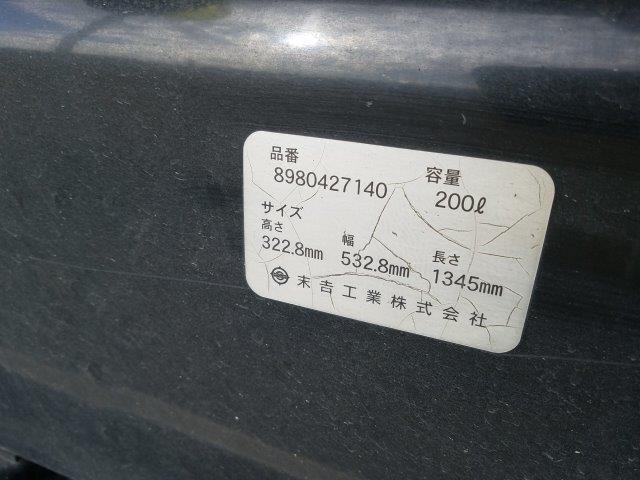 品番
8980427140
容量
200ℓ
サイズ
高さ
322.8mm
幅
532.8mm
長さ
1345mm
末吉工業株式会社